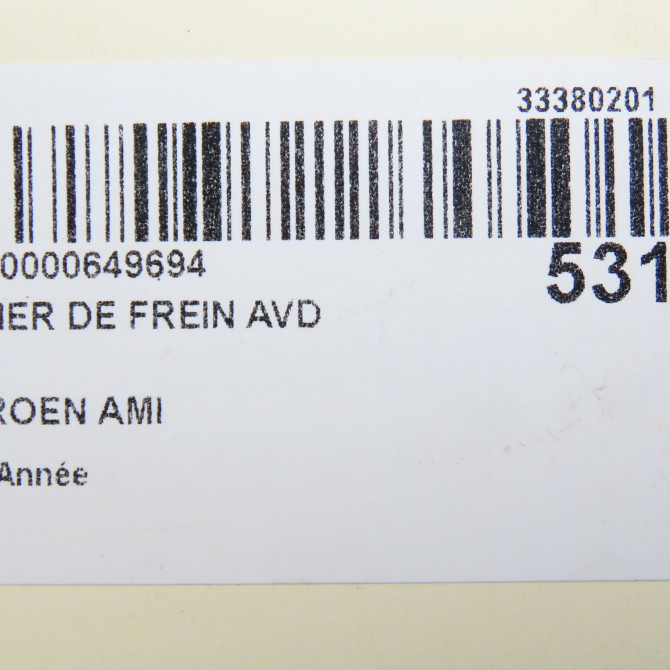 33380201
0000649694
531
IER DE FREIN AVD
ROEN AMI
Année